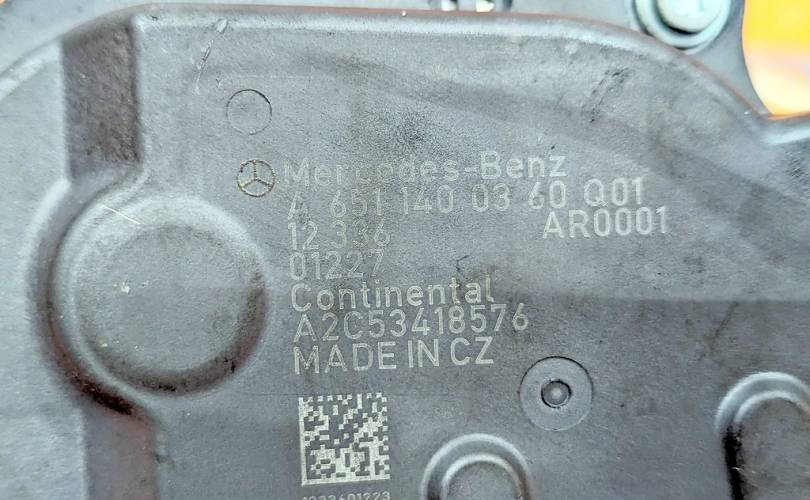 Mercedes-Benz
A 651 140 03 60 Q01
12 336 AR0001
01227
Continental
A2C53418576
MADE IN CZ